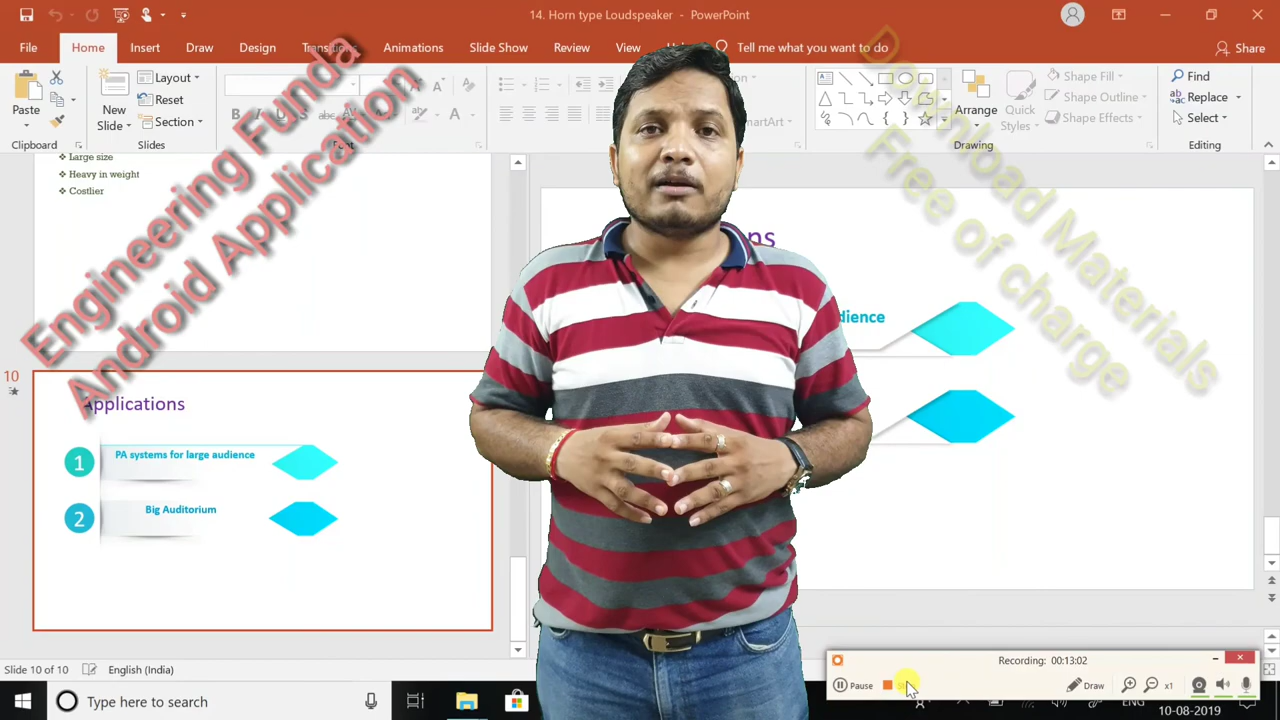 14. Horn type Loudspeaker - PowerPoint
File
Home
Insert
Draw
Design
Transitions
Animations
Slide Show
Review
View
Tell me what you want to do
Share
Paste
Clipboard
New
Slide
Layout
Reset
Section
Slides
Font
Arrange
Quick
Styles
Shape Fill
Shape Outline
Shape Effects
Drawing
Find
Replace
Select
Editing
Engineering Funda
Android Application
Download Materials
Free of charge
Large size
Heavy in weight
Costlier
10
Applications
1
PA systems for large audience
2
Big Auditorium
Slide 10 of 10
English (India)
Recording: 00:13:02
Pause
Draw
x1
Type here to search
ENG
10-08-2019